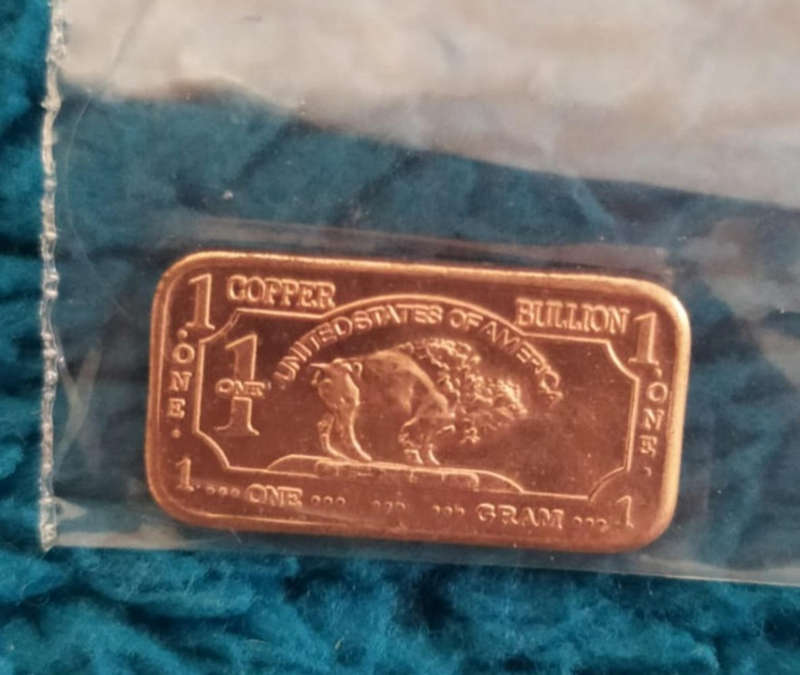 1 COPPER BULLION 1
UNITED STATES OF AMERICA
.ONE.
1
ONE
.ONE.
1 .... ONE ... ... ... GRAM ... 1